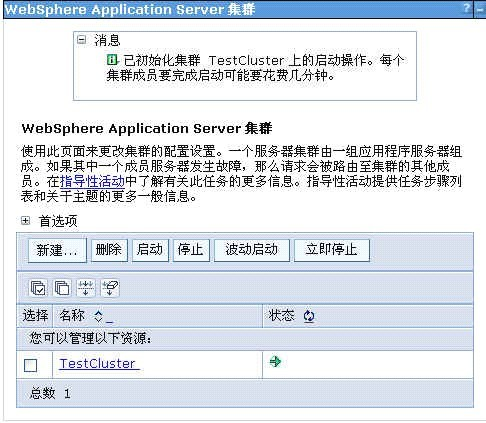 WebSphere Application Server 集群
? −
消息
已初始化集群 TestCluster 上的启动操作。每个
集群成员要完成启动可能要花费几分钟。
WebSphere Application Server 集群
使用此页面来更改集群的配置设置。一个服务器集群由一组应用程序服务器组
成。如果其中一个成员服务器发生故障，那么请求会被路由至集群的其他成
员。在指导性活动中了解有关此任务的更多信息。指导性活动提供任务步骤列
表和关于主题的更多一般信息。
首选项
新建... 删除 启动 停止 波动启动 立即停止
选择 名称 状态
您可以管理以下资源：
TestCluster
总数 1